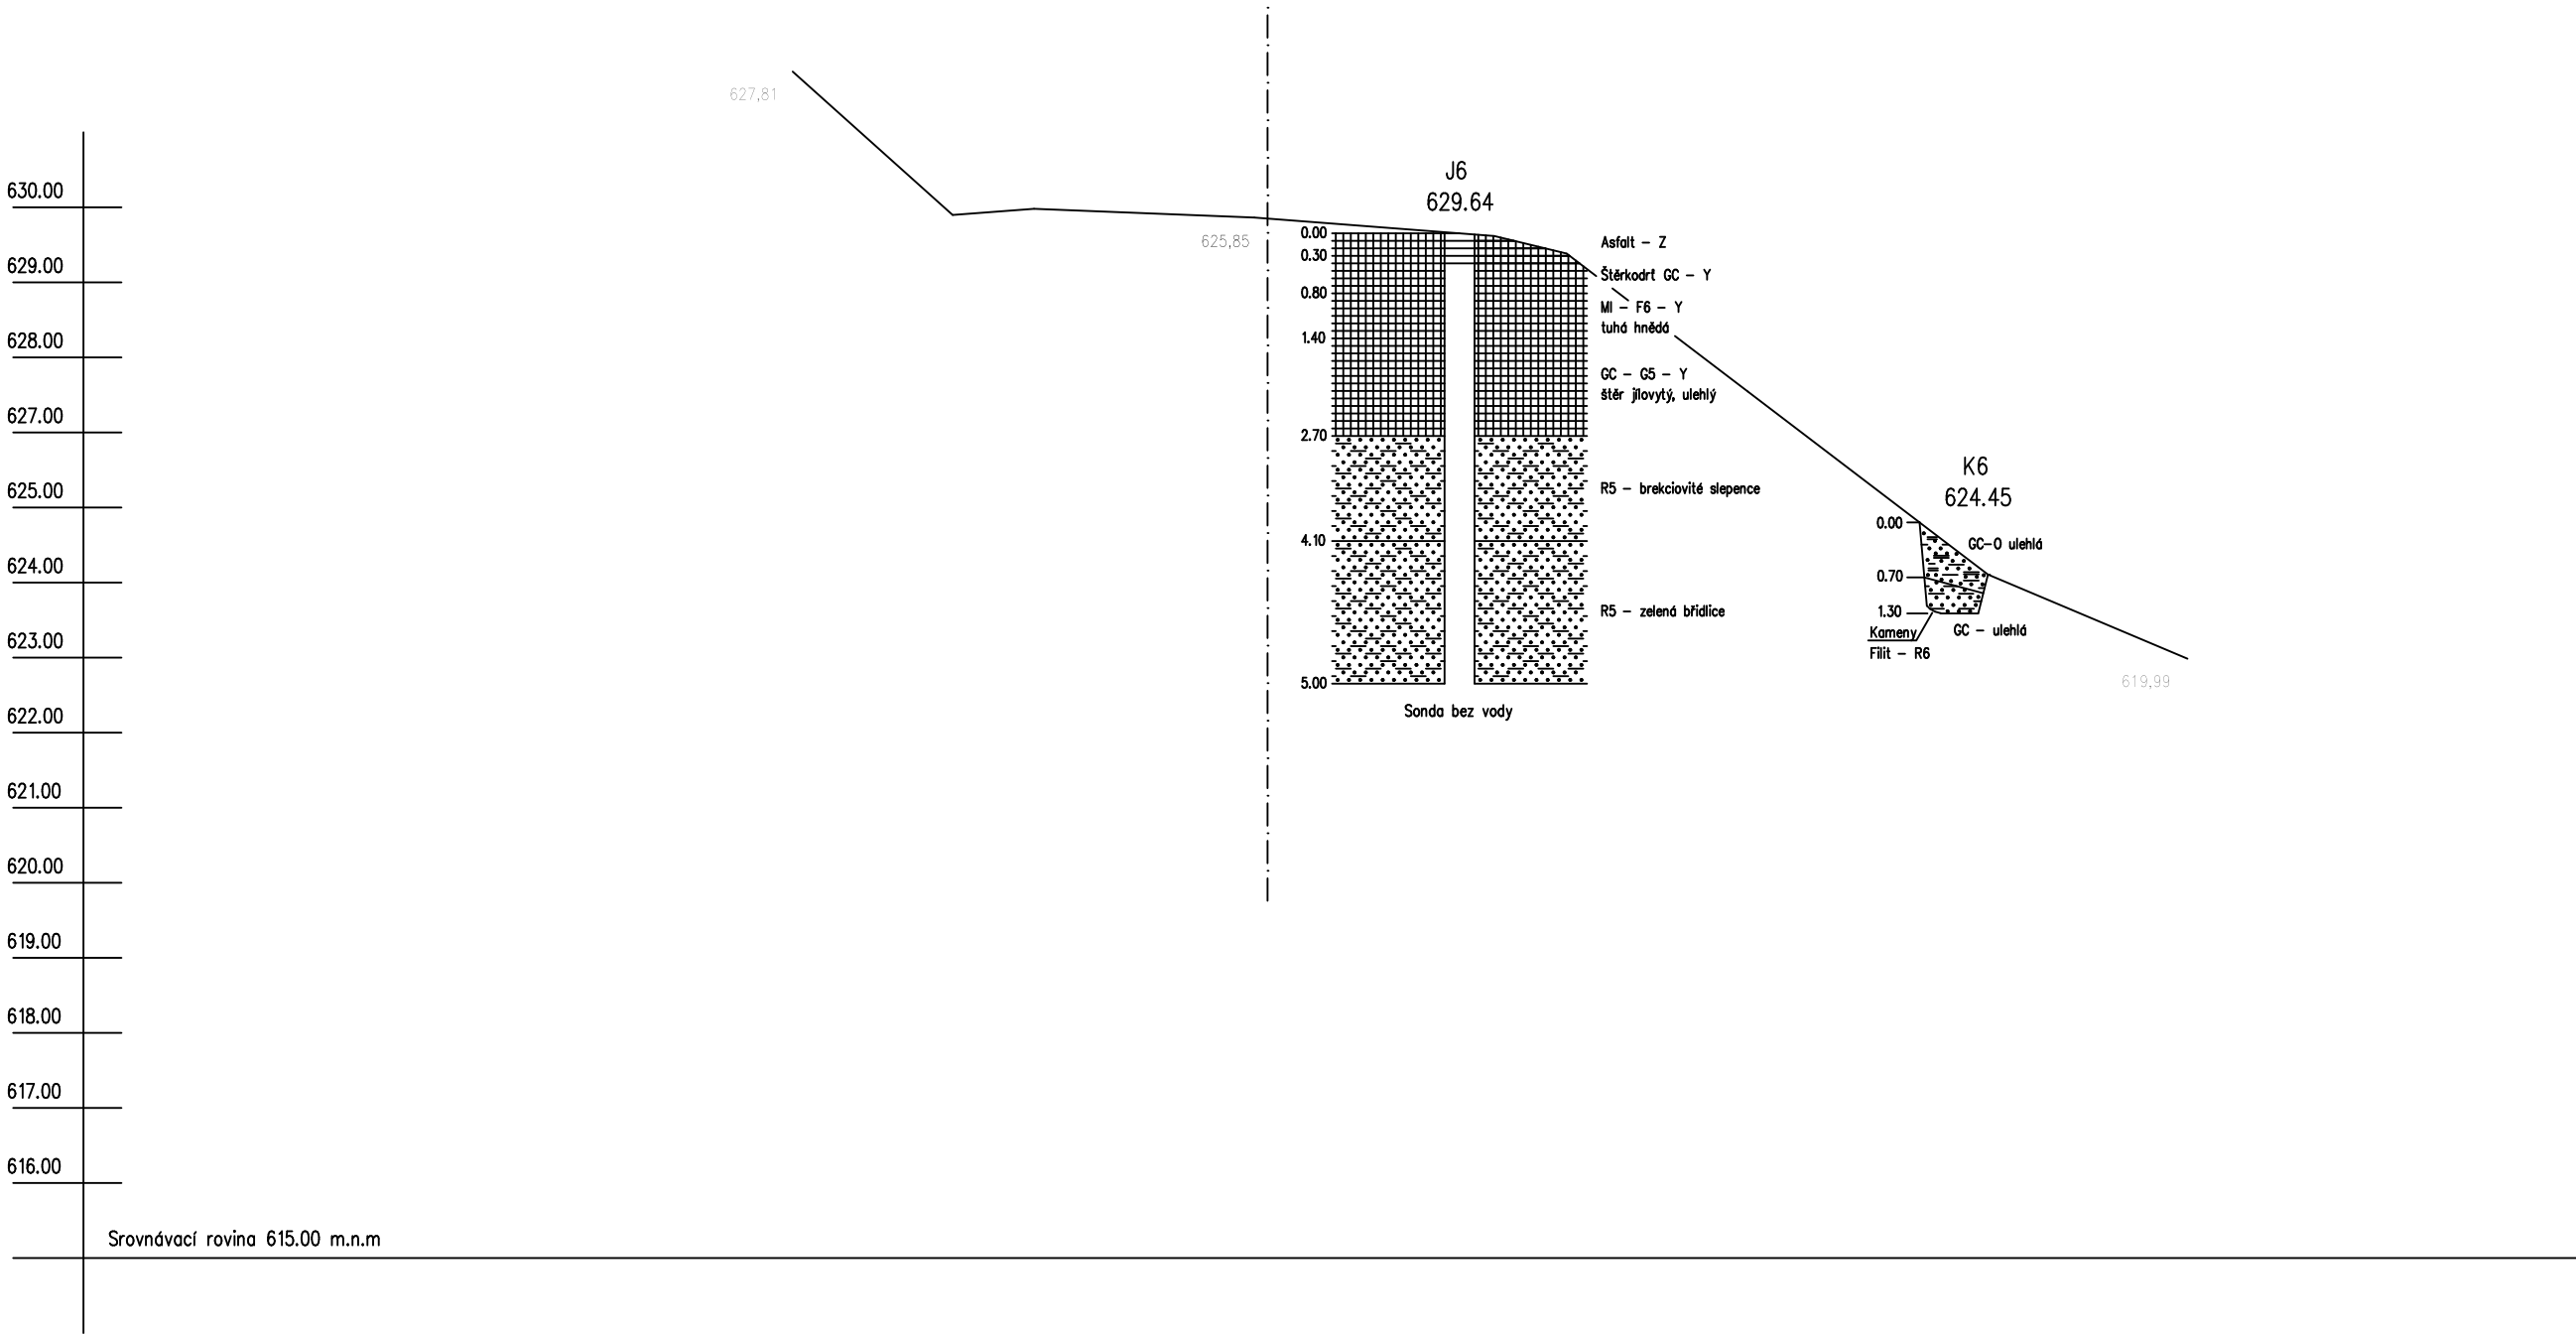 627,81
J6
629.64
625,85
630.00
629.00
628.00
627.00
625.00
624.00
623.00
622.00
621.00
620.00
619.00
618.00
617.00
616.00
Srovnávací rovina 615.00 m.n.m
0.00
0.30
0.80
1.40
2.70
4.10
5.00
Asfalt - Z
Štěrkodrť GC - Y
MI - F6 - Y
tuhá hnědá
GC - G5 - Y
štěr jílovytý, ulehlý
R5 - brekciovité slepence
R5 - zelená břidlice
Sonda bez vody
K6
624.45
0.00
0.70
1.30
GC-O ulehlá
GC - ulehlá
Kameny
Filit - R6
619,99